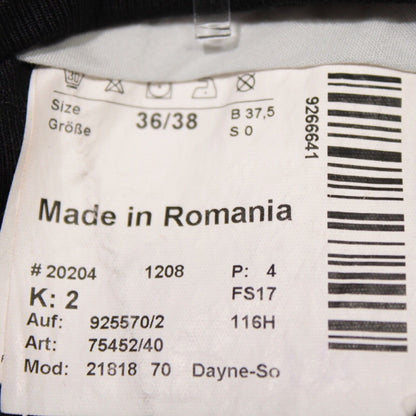 30
Size
Größe
36/38
B 37,5
S 0
Made in Romania
# 20204 1208 P: 4
K: 2 FS17
Auf: 925570/2 116H
Art: 75452/40
Mod: 21818 70 Dayne-So
9266641